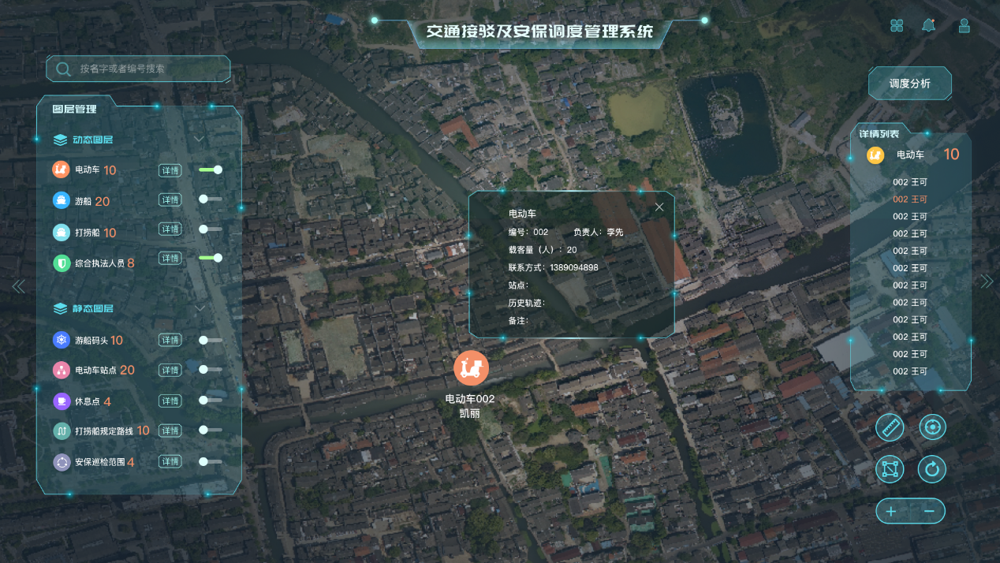 交通接驳及安保调度管理系统
按名字或者编号搜索
图层管理
动态图层
电动车 10 详情
游船 20 详情
打捞船 10 详情
综合执法人员 8 详情
静态图层
游船码头 10 详情
电动车站点 20 详情
休息点 4 详情
打捞船规定路线 10 详情
安保巡检范围 4 详情
电动车
编号：002 负责人：李先
载客量（人）：20
联系方式：1389094898
站点：
历史轨迹：
备注：
电动车002
凯丽
调度分析
详情列表
电动车 10
002 王可
002 王可
002 王可
002 王可
002 王可
002 王可
002 王可
002 王可
002 王可
002 王可
002 王可
002 王可